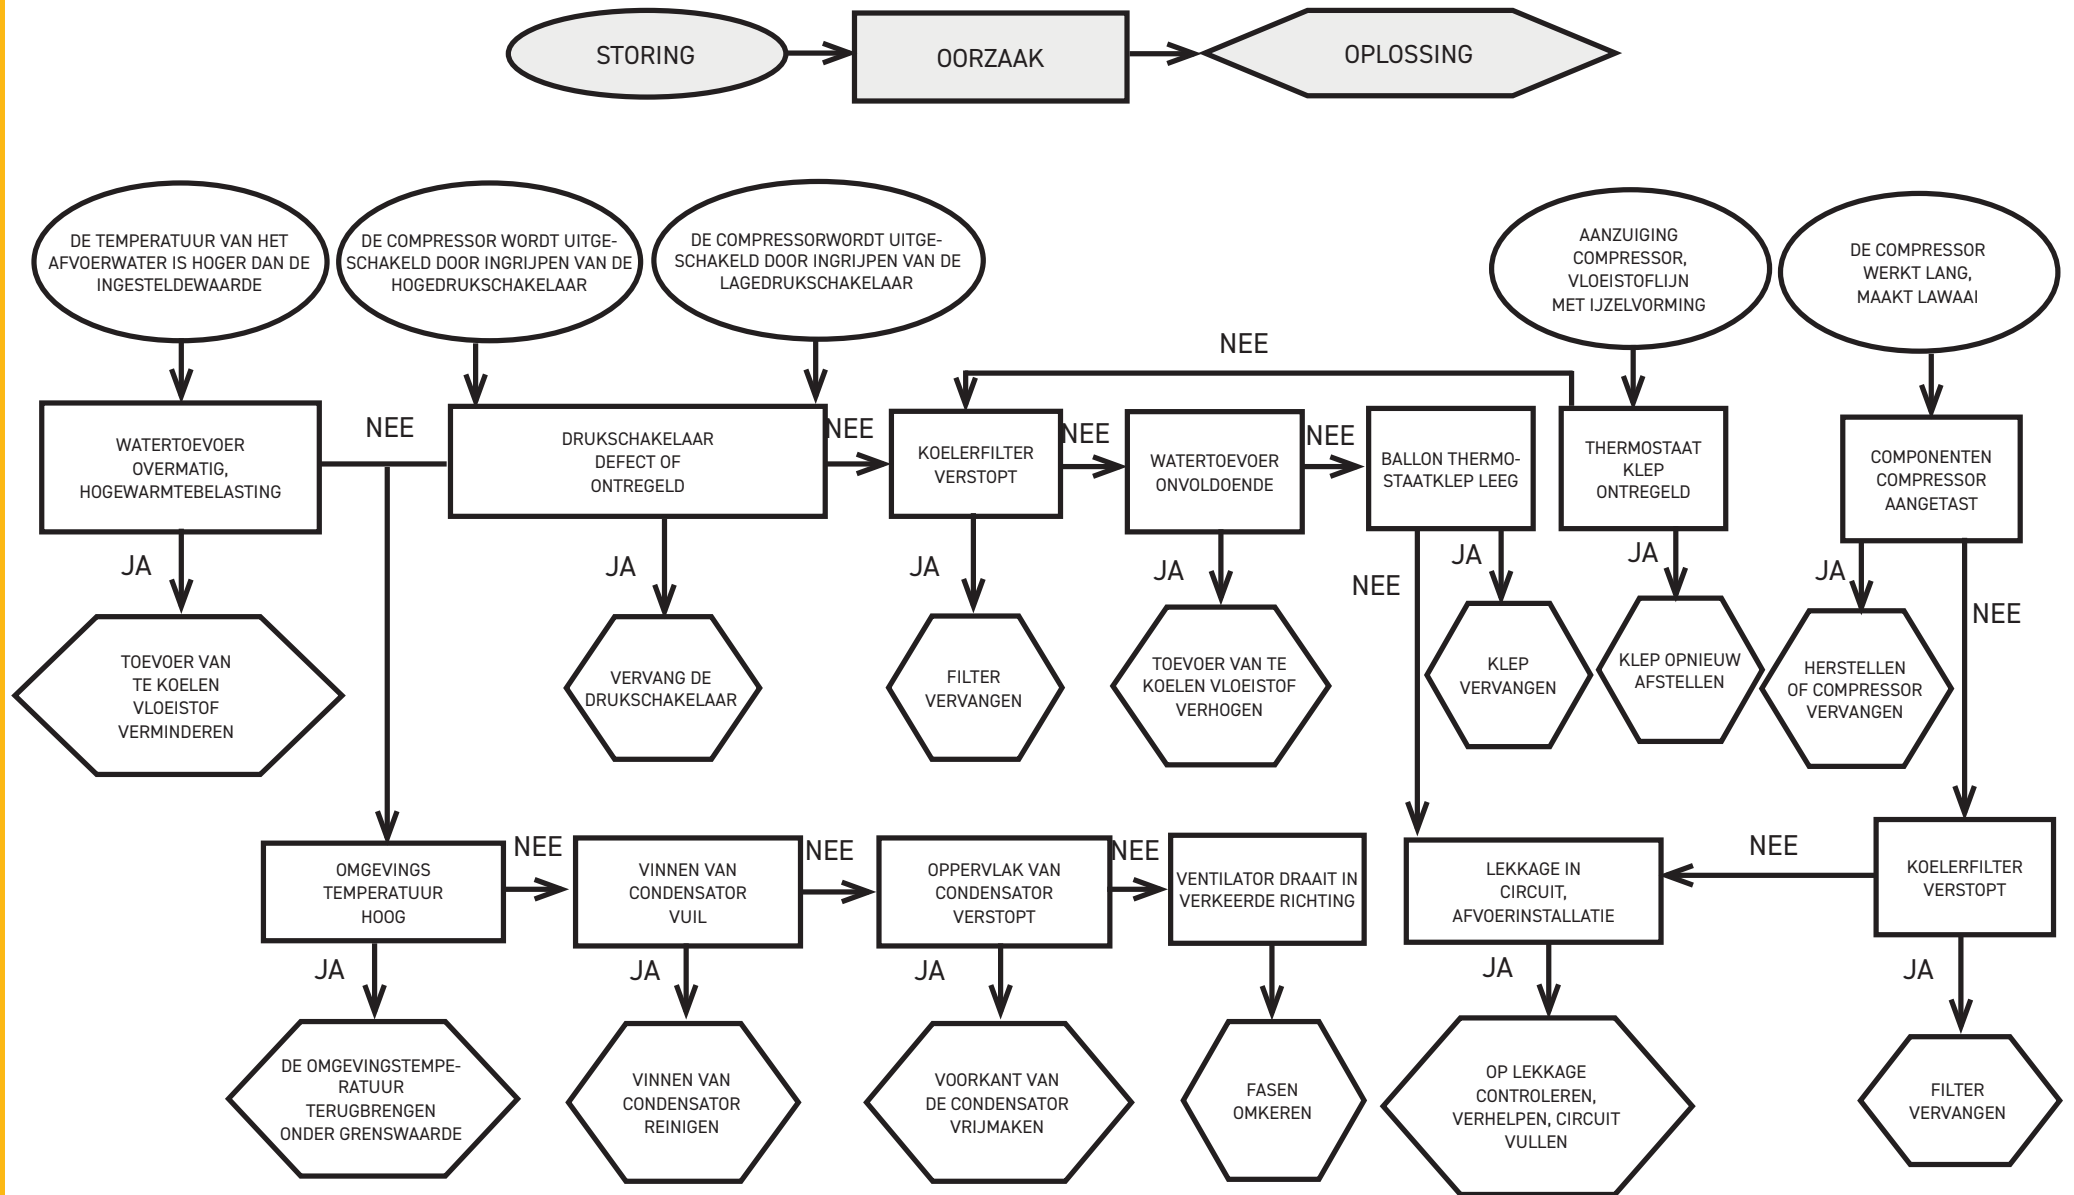 STORING
OORZAAK
OPLOSSING
DE TEMPERATUUR VAN HET
AFVOERWATER IS HOGER DAN DE
INGESTELDEWAARDE
DE COMPRESSOR WORDT UITGE-
SCHAKELD DOOR INGRIJPEN VAN DE
HOGEDRUKSCHAKELAAR
DE COMPRESSORWORDT UITGE-
SCHAKELD DOOR INGRIJPEN VAN DE
LAGEDRUKSCHAKELAAR
AANZUIGING
COMPRESSOR,
VLOEISTOFLIJN
MET IJZELVORMING
DE COMPRESSOR
WERKT LANG,
MAAKT LAWAAI
NEE
WATERTOEVOER
OVERMATIG,
HOGEWARMTEBELASTING
NEE
DRUKSCHAKELAAR
DEFECT OF
ONTREGELD
NEE
KOELERFILTER
VERSTOPT
NEE
WATERTOEVOER
ONVOLDOENDE
NEE
BALLON THERMO-
STAATKLEP LEEG
THERMOSTAAT
KLEP
ONTREGELD
COMPONENTEN
COMPRESSOR
AANGETAST
JA
JA
JA
JA
NEE
JA
JA
JA
NEE
TOEVOER VAN
TE KOELEN
VLOEISTOF
VERMINDEREN
VERVANG DE
DRUKSCHAKELAAR
FILTER
VERVANGEN
TOEVOER VAN TE
KOELEN VLOEISTOF
VERHOGEN
KLEP
VERVANGEN
KLEP OPNIEUW
AFSTELLEN
HERSTELLEN
OF COMPRESSOR
VERVANGEN
OMGEVINGS
TEMPERATUUR
HOOG
NEE
VINNEN VAN
CONDENSATOR
VUIL
NEE
OPPERVLAK VAN
CONDENSATOR
VERSTOPT
NEE
VENTILATOR DRAAIT IN
VERKEERDE RICHTING
LEKKAGE IN
CIRCUIT,
AFVOERINSTALLATIE
NEE
KOELERFILTER
VERSTOPT
JA
JA
JA
JA
JA
DE OMGEVINGSTEMPE-
RATUUR
TERUGBRENGEN
ONDER GRENSWAARDE
VINNEN VAN
CONDENSATOR
REINIGEN
VOORKANT VAN
DE CONDENSATOR
VRIJMAKEN
FASEN
OMKEREN
OP LEKKAGE
CONTROLEREN,
VERHELPEN, CIRCUIT
VULLEN
FILTER
VERVANGEN